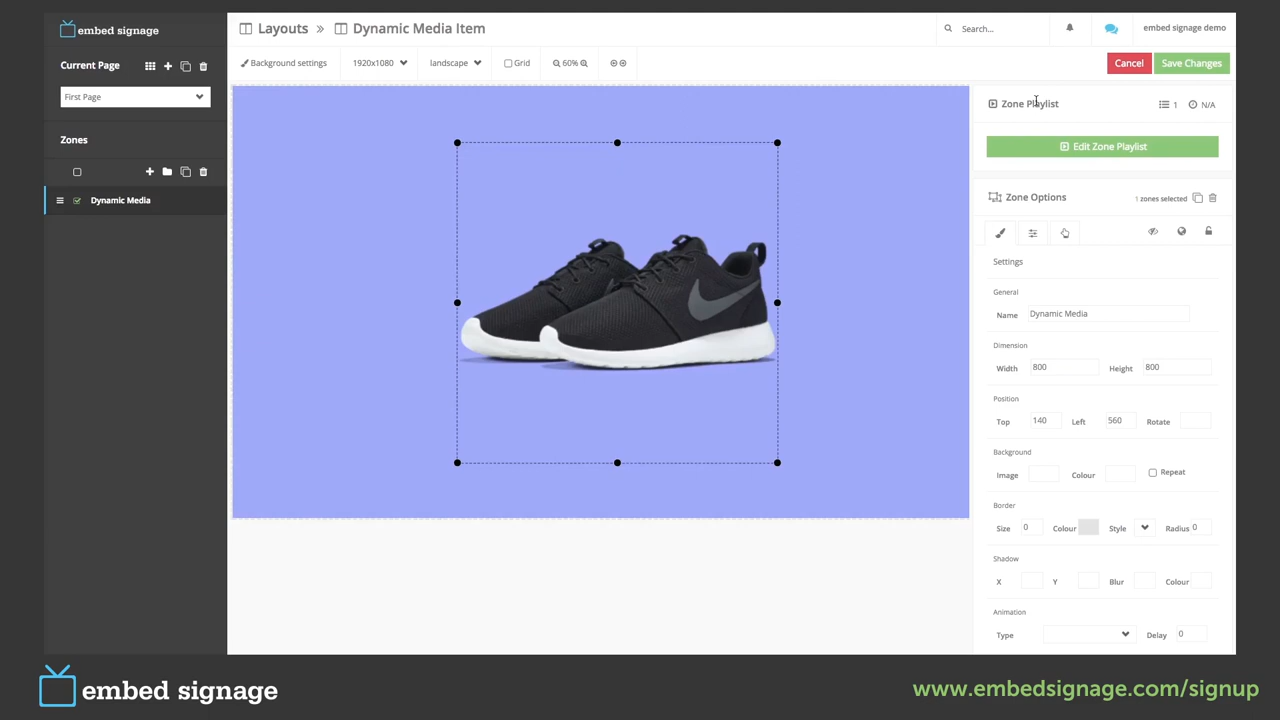 embed signage
Layouts » Dynamic Media Item
Search...
embed signage demo
Current Page
Background settings
1920x1080
landscape
Grid
60%
Cancel
Save Changes
First Page
Zone Playlist
1
N/A
Zones
Edit Zone Playlist
Dynamic Media
Zone Options
1 zones selected
Settings
General
Name Dynamic Media
Dimension
Width 800 Height 800
Position
Top 140 Left 560 Rotate
Background
Image Colour Repeat
Border
Size 0 Colour Style Radius 0
Shadow
X Y Blur Colour
Animation
Type Delay 0
embed signage
www.embedsignage.com/signup